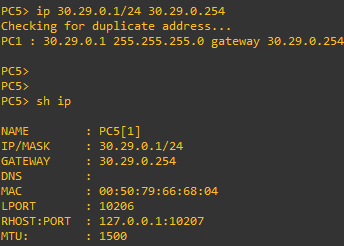 PC5> ip 30.29.0.1/24 30.29.0.254
Checking for duplicate address...
PC1 : 30.29.0.1 255.255.255.0 gateway 30.29.0.254
PC5>
PC5>
PC5> sh ip
NAME        : PC5[1]
IP/MASK     : 30.29.0.1/24
GATEWAY     : 30.29.0.254
DNS         :
MAC         : 00:50:79:66:68:04
LPORT       : 10206
RHOST:PORT  : 127.0.0.1:10207
MTU:        : 1500